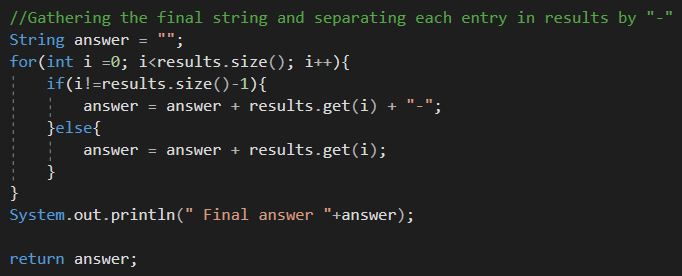 //Gathering the final string and separating each entry in results by "-"
String answer = "";
for(int i =0; i<results.size(); i++){
    if(i!=results.size()-1){
        answer = answer + results.get(i) + "-";
    }else{
        answer = answer + results.get(i);
    }
}
System.out.println(" Final answer "+answer);

return answer;